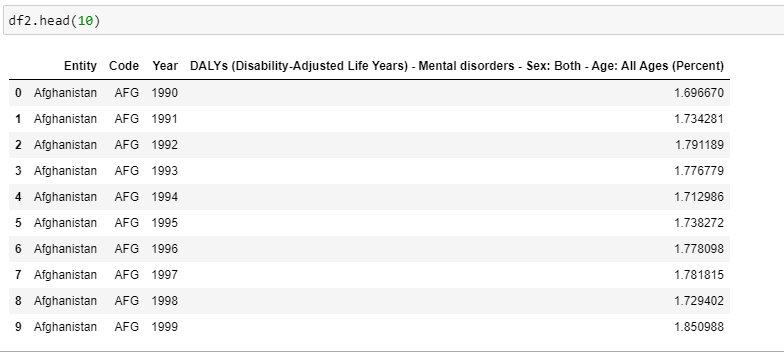 df2.head(10)
Entity Code Year DALYs (Disability-Adjusted Life Years) - Mental disorders - Sex: Both - Age: All Ages (Percent)
0 Afghanistan AFG 1990 1.696670
1 Afghanistan AFG 1991 1.734281
2 Afghanistan AFG 1992 1.791189
3 Afghanistan AFG 1993 1.776779
4 Afghanistan AFG 1994 1.712986
5 Afghanistan AFG 1995 1.738272
6 Afghanistan AFG 1996 1.778098
7 Afghanistan AFG 1997 1.781815
8 Afghanistan AFG 1998 1.729402
9 Afghanistan AFG 1999 1.850988